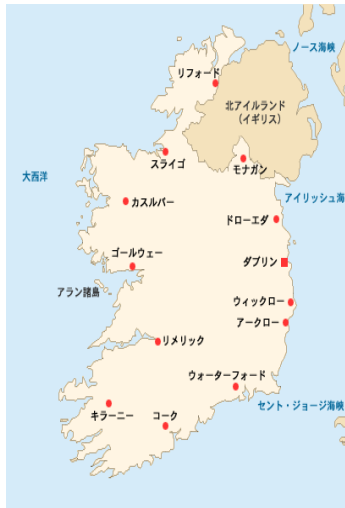 ノース海峡
リフォード
北アイルランド
(イギリス)
スライゴ
モナガン
大西洋
アイリッシュ海
カスルバー
ドローエダ
ゴールウェー
ダブリン
アラン諸島
ウィックロー
アークロー
リメリック
ウォーターフォード
セント・ジョージ海峡
キラーニー
コーク